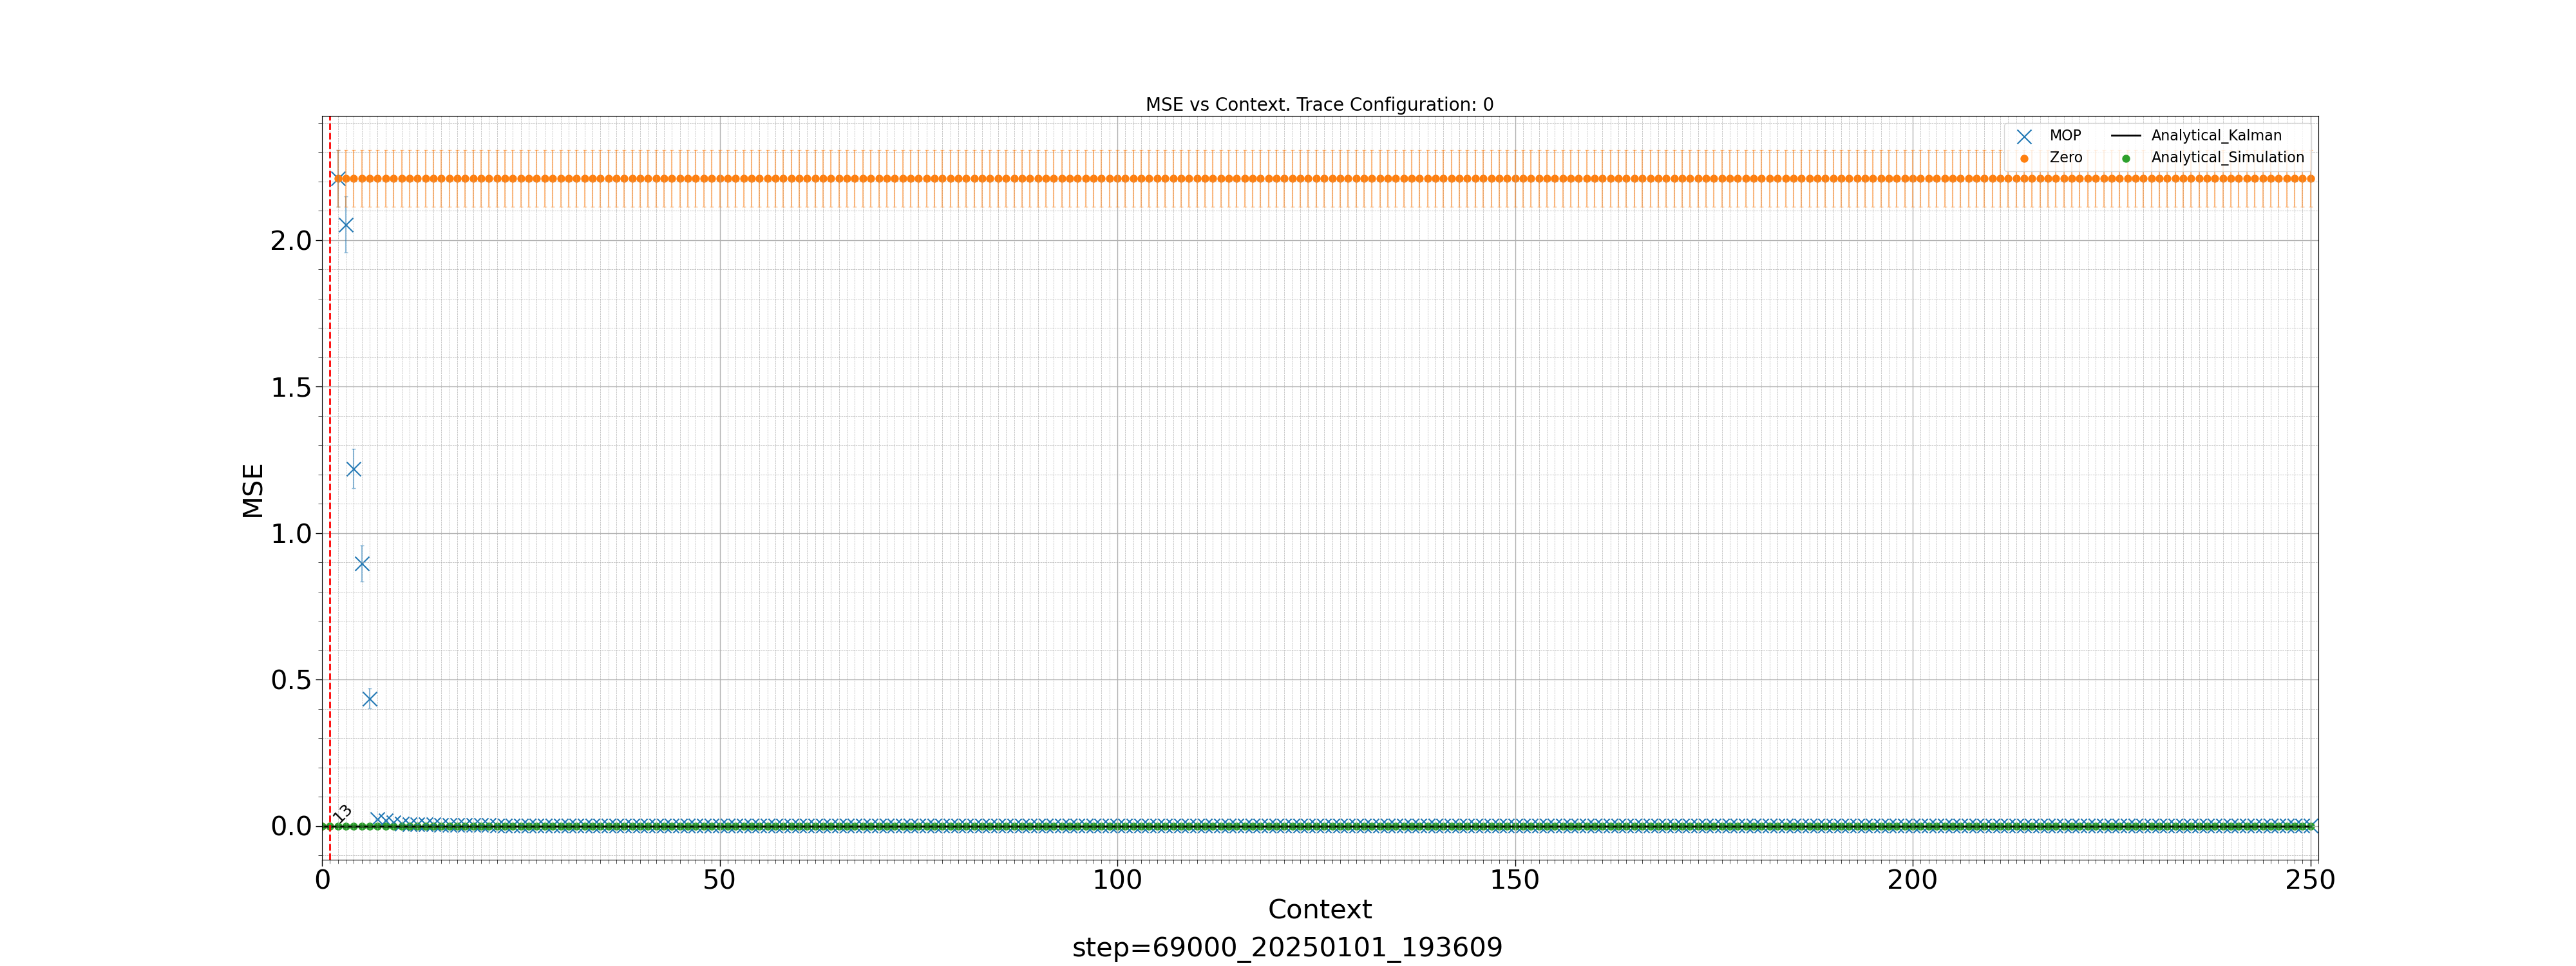 MSE vs Context. Trace Configuration: 0
MOP
Zero
Analytical_Kalman
Analytical_Simulation
MSE
2.0
1.5
1.0
0.5
0.0
13
0 50 100 150 200 250
Context
step=69000_20250101_193609